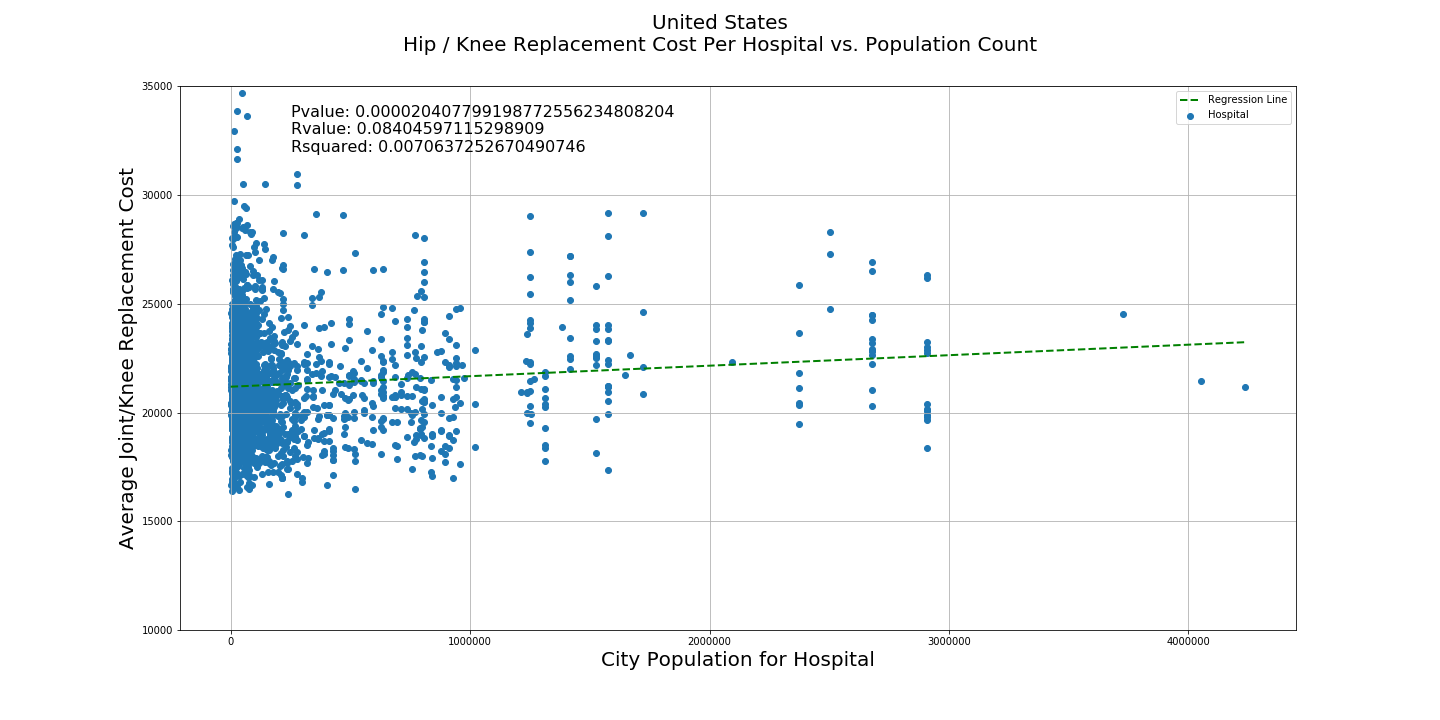 United States
Hip / Knee Replacement Cost Per Hospital vs. Population Count
Pvalue: 0.000020407799198772556234808204
Rvalue: 0.08404597115298909
Rsquared: 0.0070637252670490746
Regression Line
Hospital
Average Joint/Knee Replacement Cost
35000
30000
25000
20000
15000
10000
0 1000000 2000000 3000000 4000000
City Population for Hospital